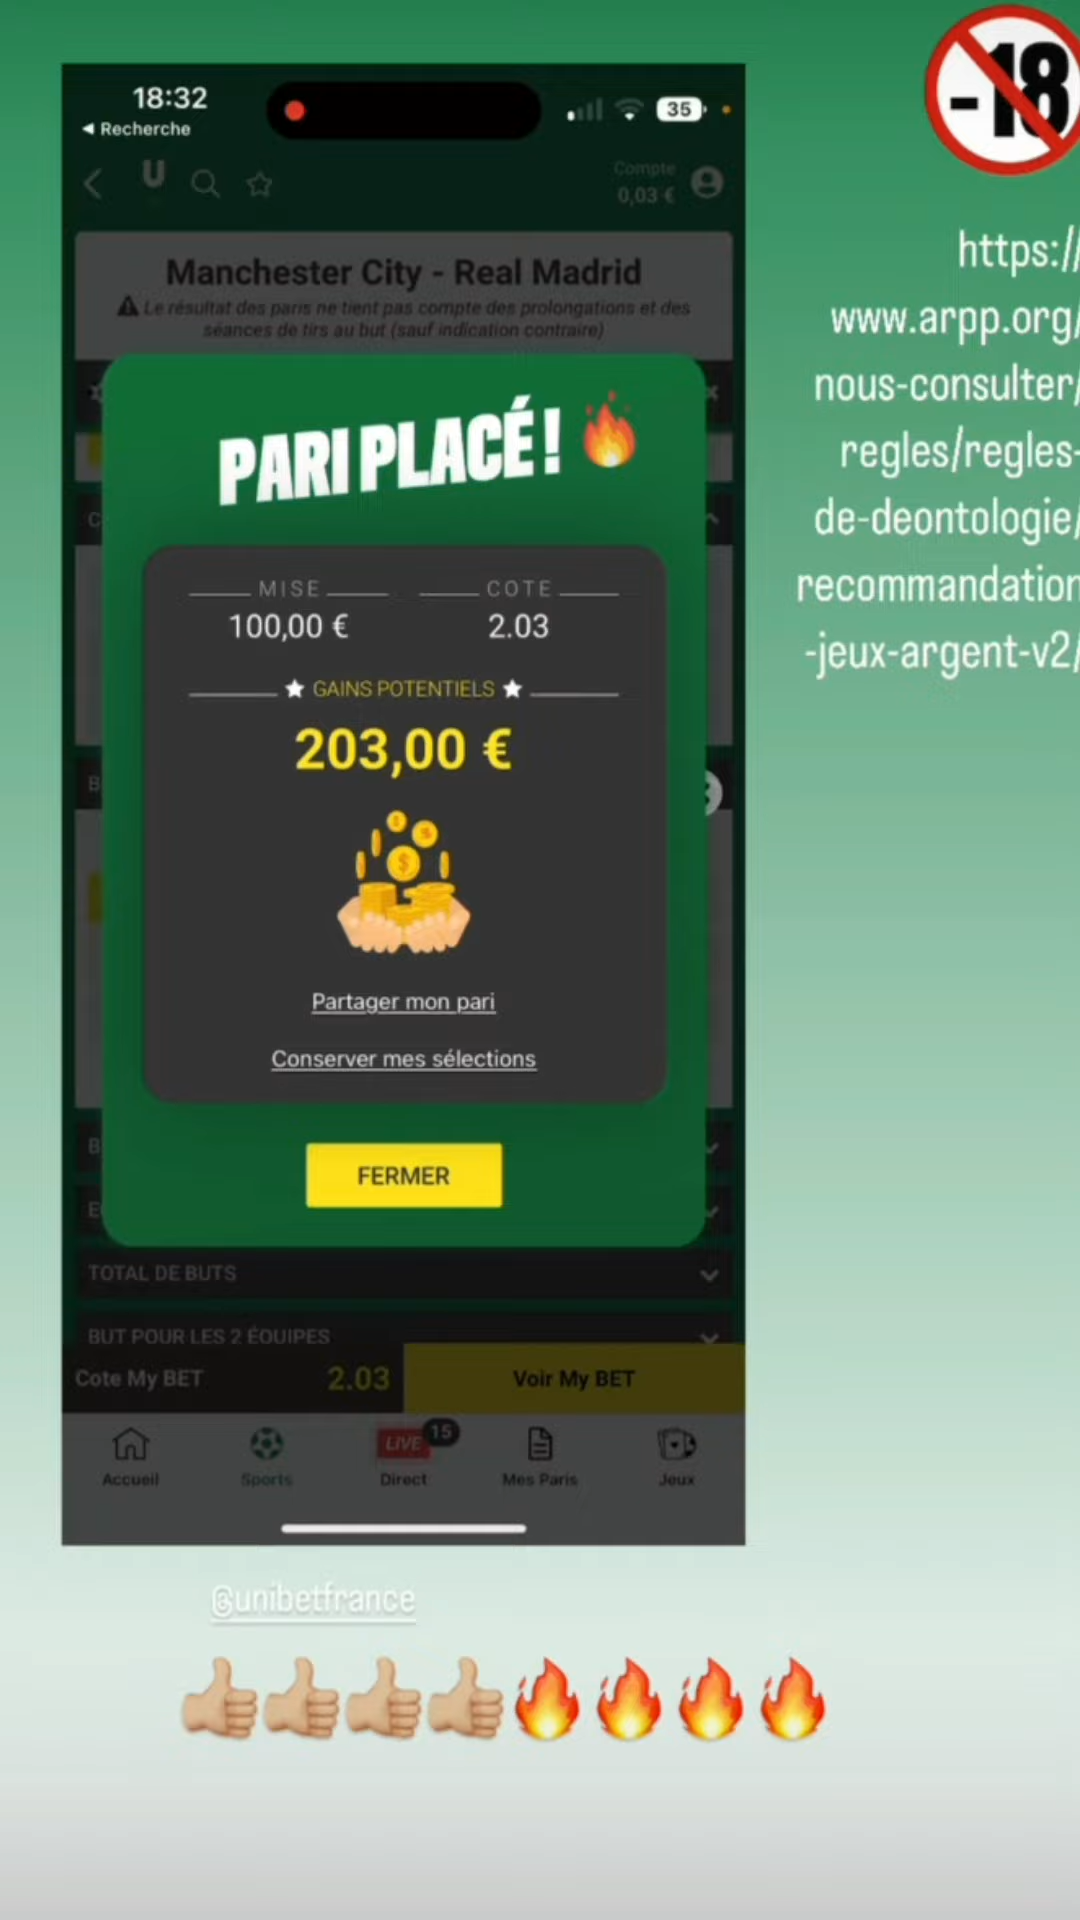 18:32
35
◀ Recherche
U
Compte
0,03 €
Manchester City - Real Madrid
Le résultat des paris ne tient pas compte des prolongations et des
séances de tirs au but (sauf indication contraire)
PARI PLACÉ !
MISE
COTE
100,00 €
2.03
GAINS POTENTIELS
203,00 €
Partager mon pari
Conserver mes sélections
FERMER
TOTAL DE BUTS
BUT POUR LES 2 ÉQUIPES
Cote My BET
2.03
Voir My BET
LIVE
15
Accueil
Sports
Direct
Mes Paris
Jeux
@unibetfrance
-18
https://
www.arpp.org/
nous-consulter/
regles/regles-
de-deontologie/
recommandation
-jeux-argent-v2/